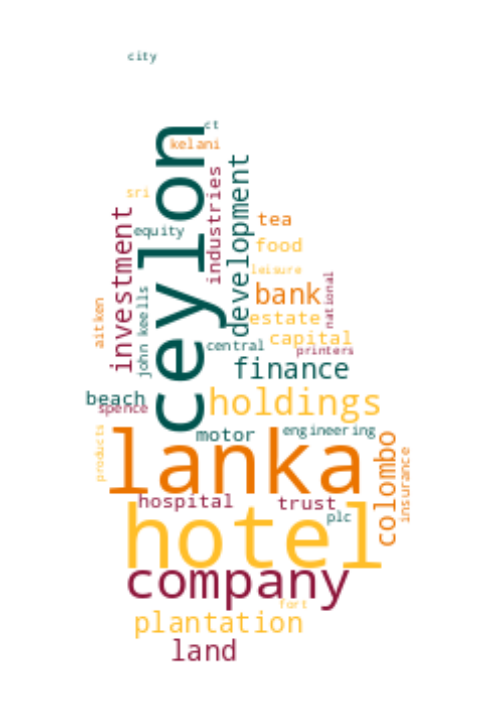 city
ct
kelani
sri
industries
development
ceylon
investment
equity
tea
food
leisure
national
bank
aitken
john keells
estate
capital
central
printers
finance
beach
spence
holdings
motor
engineering
products
lanka
colombo
insurance
hospital
trust
plc
hotel
company
fort
plantation
land